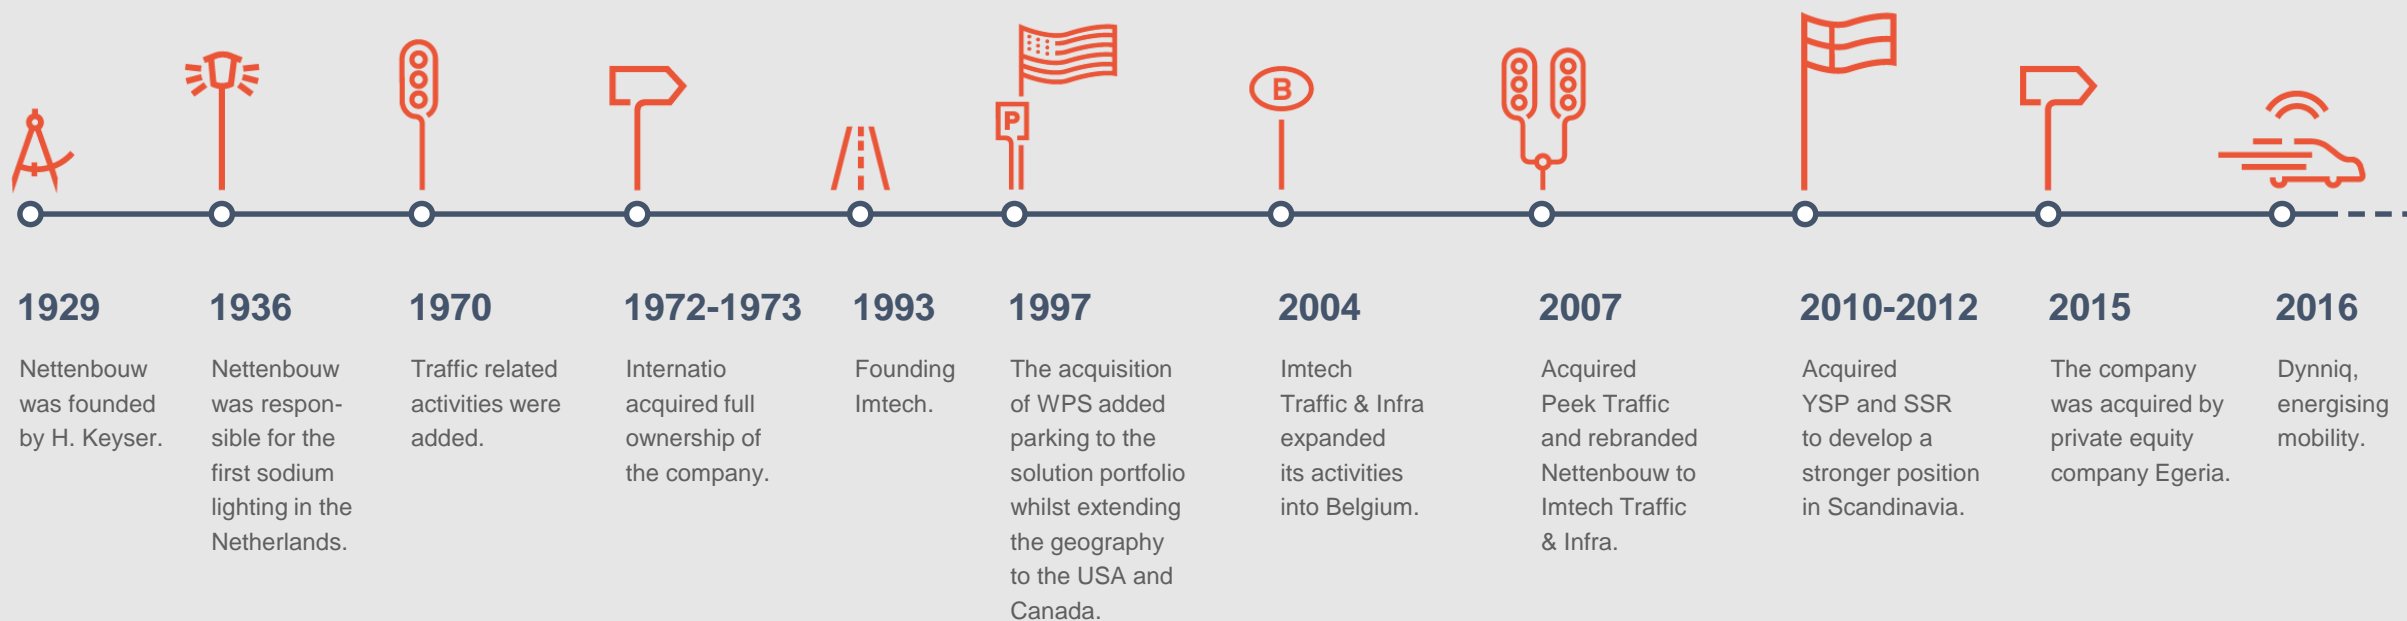 P
B
1929
Nettenbouw
was founded
by H. Keyser.
1936
Nettenbouw
was respon-
sible for the
first sodium
lighting in the
Netherlands.
1970
Traffic related
activities were
added.
1972-1973
Internatio
acquired full
ownership of
the company.
1993
Founding
Imtech.
1997
The acquisition
of WPS added
parking to the
solution portfolio
whilst extending
the geography
to the USA and
Canada.
2004
Imtech
Traffic & Infra
expanded
its activities
into Belgium.
2007
Acquired
Peek Traffic
and rebranded
Nettenbouw to
Imtech Traffic
& Infra.
2010-2012
Acquired
YSP and SSR
to develop a
stronger position
in Scandinavia.
2015
The company
was acquired by
private equity
company Egeria.
2016
Dynniq,
energising
mobility.